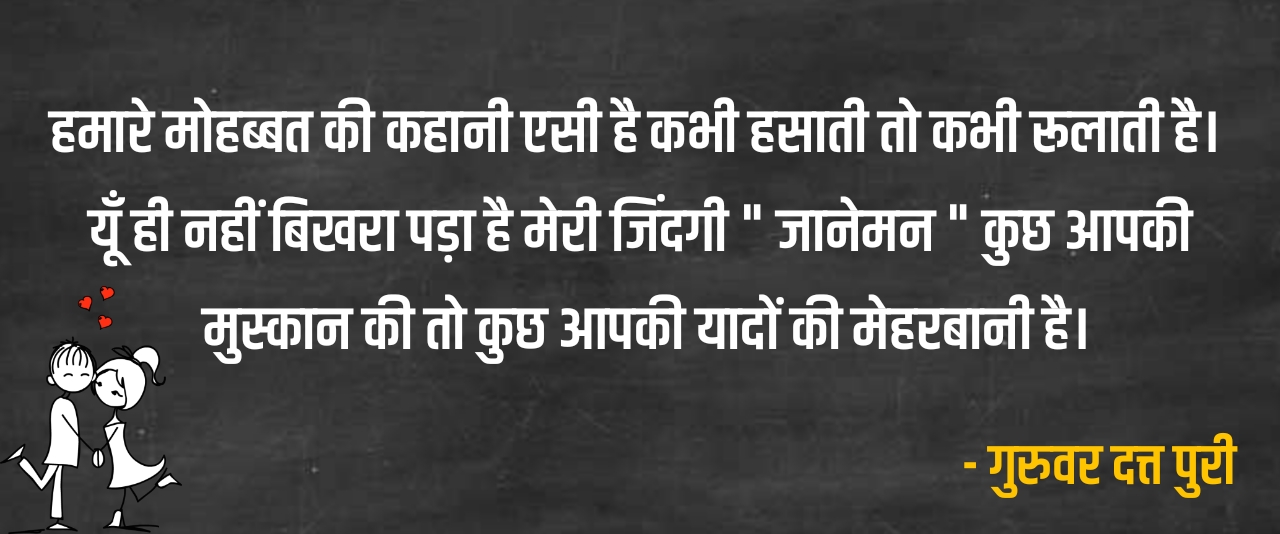 हमारे मोहब्बत की कहानी एसी है कभी हसाती तो कभी रूलाती है।
यूँ ही नहीं बिखरा पड़ा है मेरी जिंदगी " जानेमन " कुछ आपकी
मुस्कान की तो कुछ आपकी यादों की मेहरबानी है।
- गुरुवर दत्त पुरी